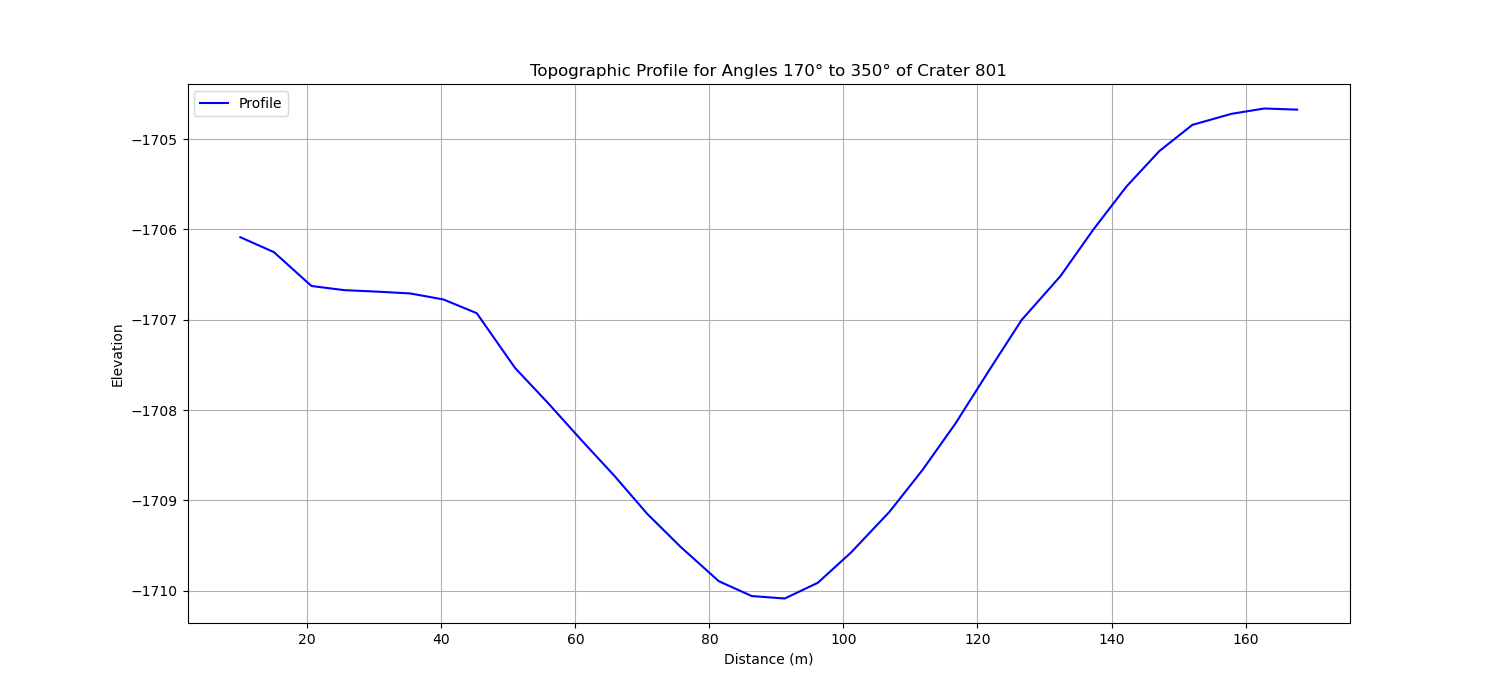 Topographic Profile for Angles 170° to 350° of Crater 801
Profile
−1705
−1706
−1707
−1708
−1709
−1710
Elevation
20 40 60 80 100 120 140 160
Distance (m)